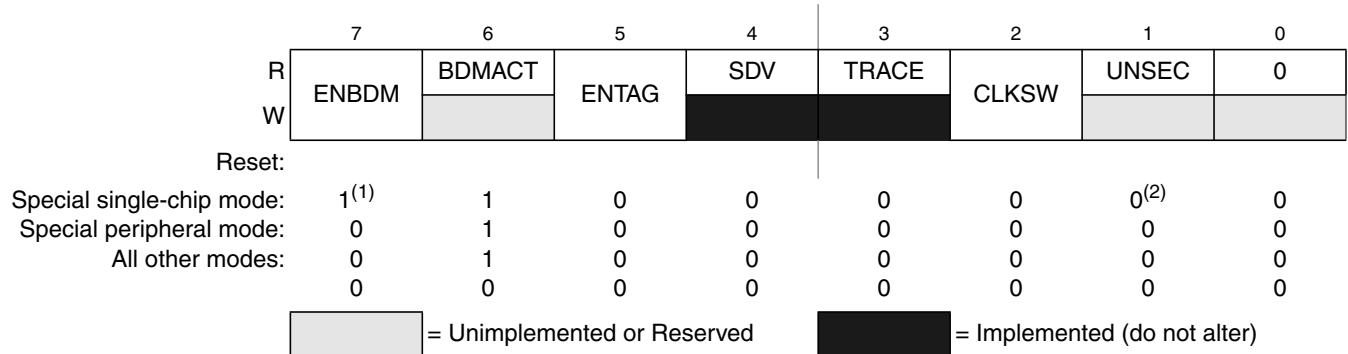 7 6 5 4 3 2 1 0
R ENBDM BDMACT ENTAG SDV TRACE CLKSW UNSEC 0
W
Reset:
Special single-chip mode: 1(1) 1 0 0 0 0 0(2) 0
Special peripheral mode: 0 1 0 0 0 0 0 0
All other modes: 0 1 0 0 0 0 0 0
0 0 0 0 0 0 0 0
= Unimplemented or Reserved = Implemented (do not alter)